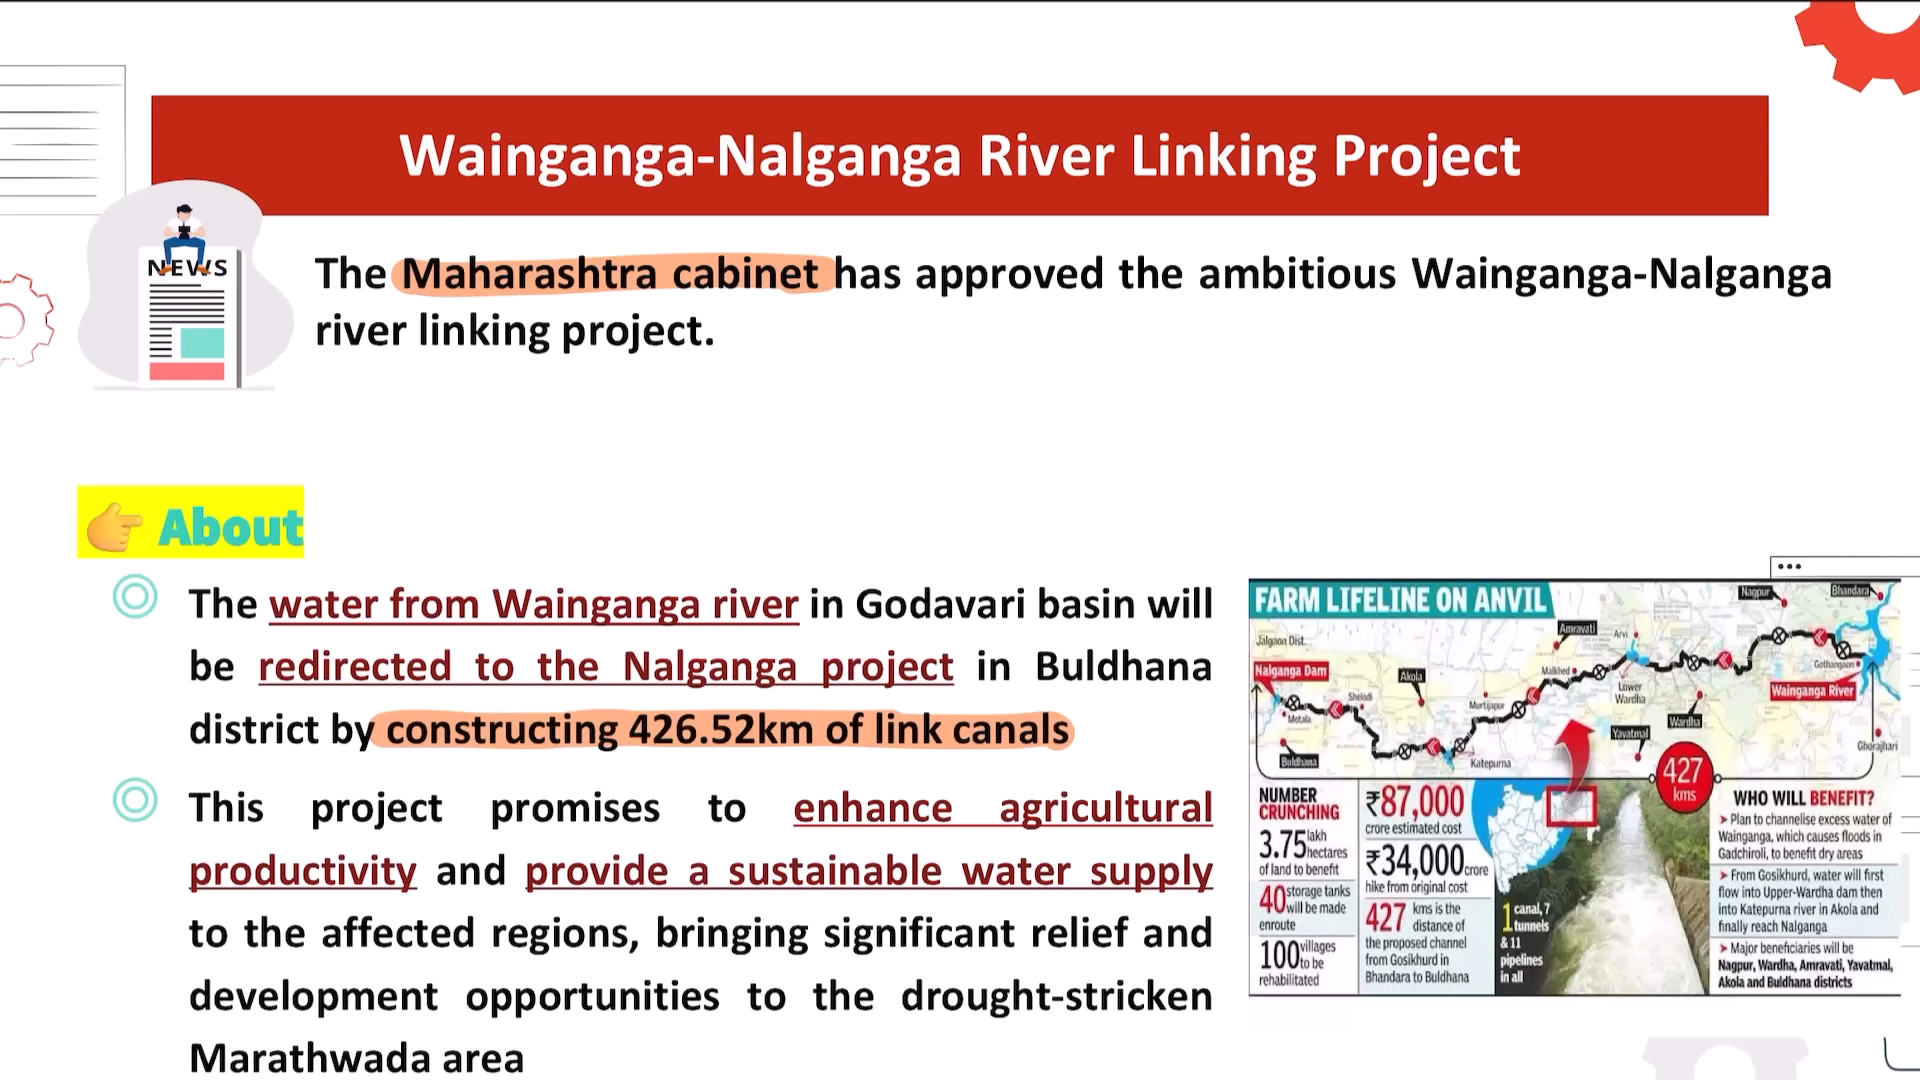 Wainganga-Nalganga River Linking Project
NEWS
The Maharashtra cabinet has approved the ambitious Wainganga-Nalganga
river linking project.
👉 About
The water from Wainganga river in Godavari basin will
be redirected to the Nalganga project in Buldhana
district by constructing 426.52km of link canals
This project promises to enhance agricultural
productivity and provide a sustainable water supply
to the affected regions, bringing significant relief and
development opportunities to the drought-stricken
Marathwada area
FARM LIFELINE ON ANVIL
Nagpur
Bhandara
Jalgaon Dist.
Amravati
Arvi
Nalganga Dam
Akola
Malkhed
Gothangaon
Shelodi
Lower
Wardha
Wainganga River
Motala
Murtijapur
Wardha
Yavatmal
Buldhana
Katepurna
Ghorajhari
427
kms
NUMBER
CRUNCHING
3.75 lakh
hectares
of land to benefit
40 storage tanks
will be made
enroute
100 villages
to be
rehabilitated
₹87,000
crore estimated cost
₹34,000 crore
hike from original cost
427 kms is the
distance of
the proposed channel
from Gosikhurd in
Bhandara to Buldhana
1 canal, 7
tunnels
& 11
pipelines
in all
WHO WILL BENEFIT?
➤ Plan to channelise excess water of
Wainganga, which causes floods in
Gadchiroli, to benefit dry areas
➤ From Gosikhurd, water will first
flow into Upper-Wardha dam then
into Katepurna river in Akola and
finally reach Nalganga
➤ Major beneficiaries will be
Nagpur, Wardha, Amravati, Yavatmal,
Akola and Buldhana districts